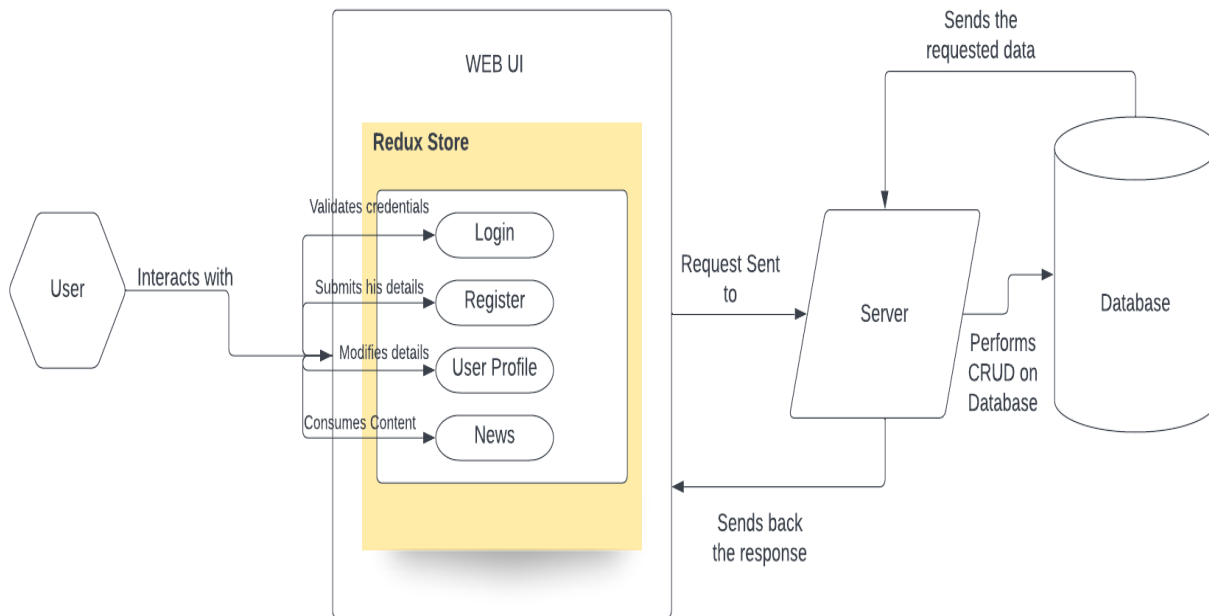 Sends the
requested data
WEB UI
Redux Store
Validates credentials
Login
User
Interacts with
Submits his details
Register
Request Sent
to
Server
Database
Modifies details
User Profile
Performs
CRUD on
Database
Consumes Content
News
Sends back
the response